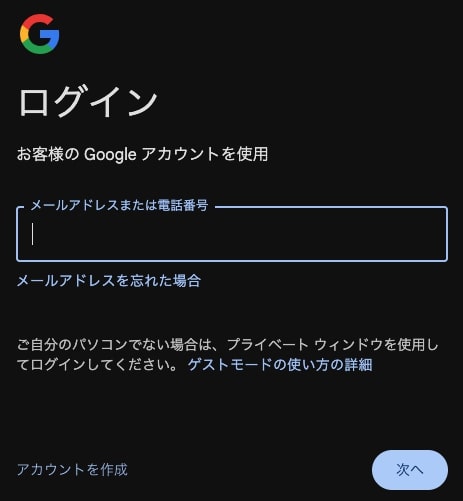 ログイン
お客様の Google アカウントを使用
メールアドレスまたは電話番号
メールアドレスを忘れた場合
ご自分のパソコンでない場合は、プライベート ウィンドウを使用し
てログインしてください。 ゲストモードの使い方の詳細
アカウントを作成
次へ